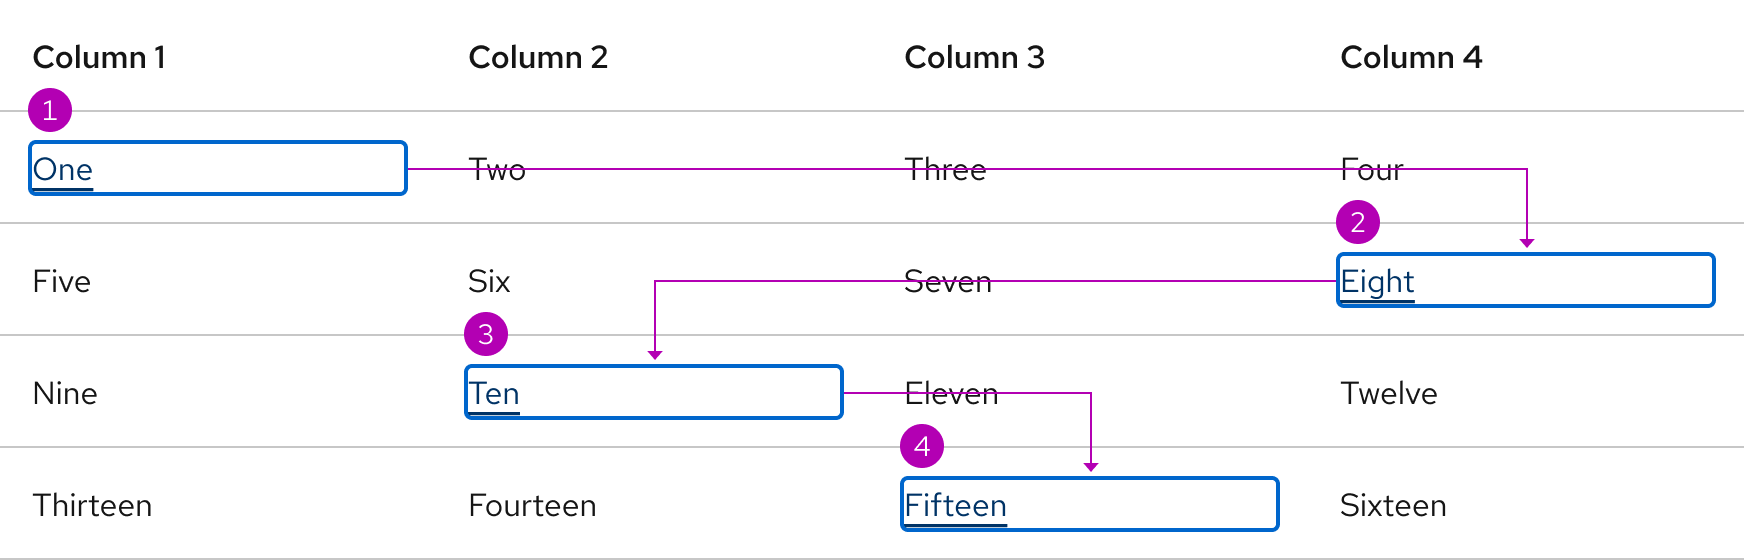 Column 1 Column 2 Column 3 Column 4
1
One Two Three Four
2
Five Six Seven Eight
3
Nine Ten Eleven Twelve
4
Thirteen Fourteen Fifteen Sixteen